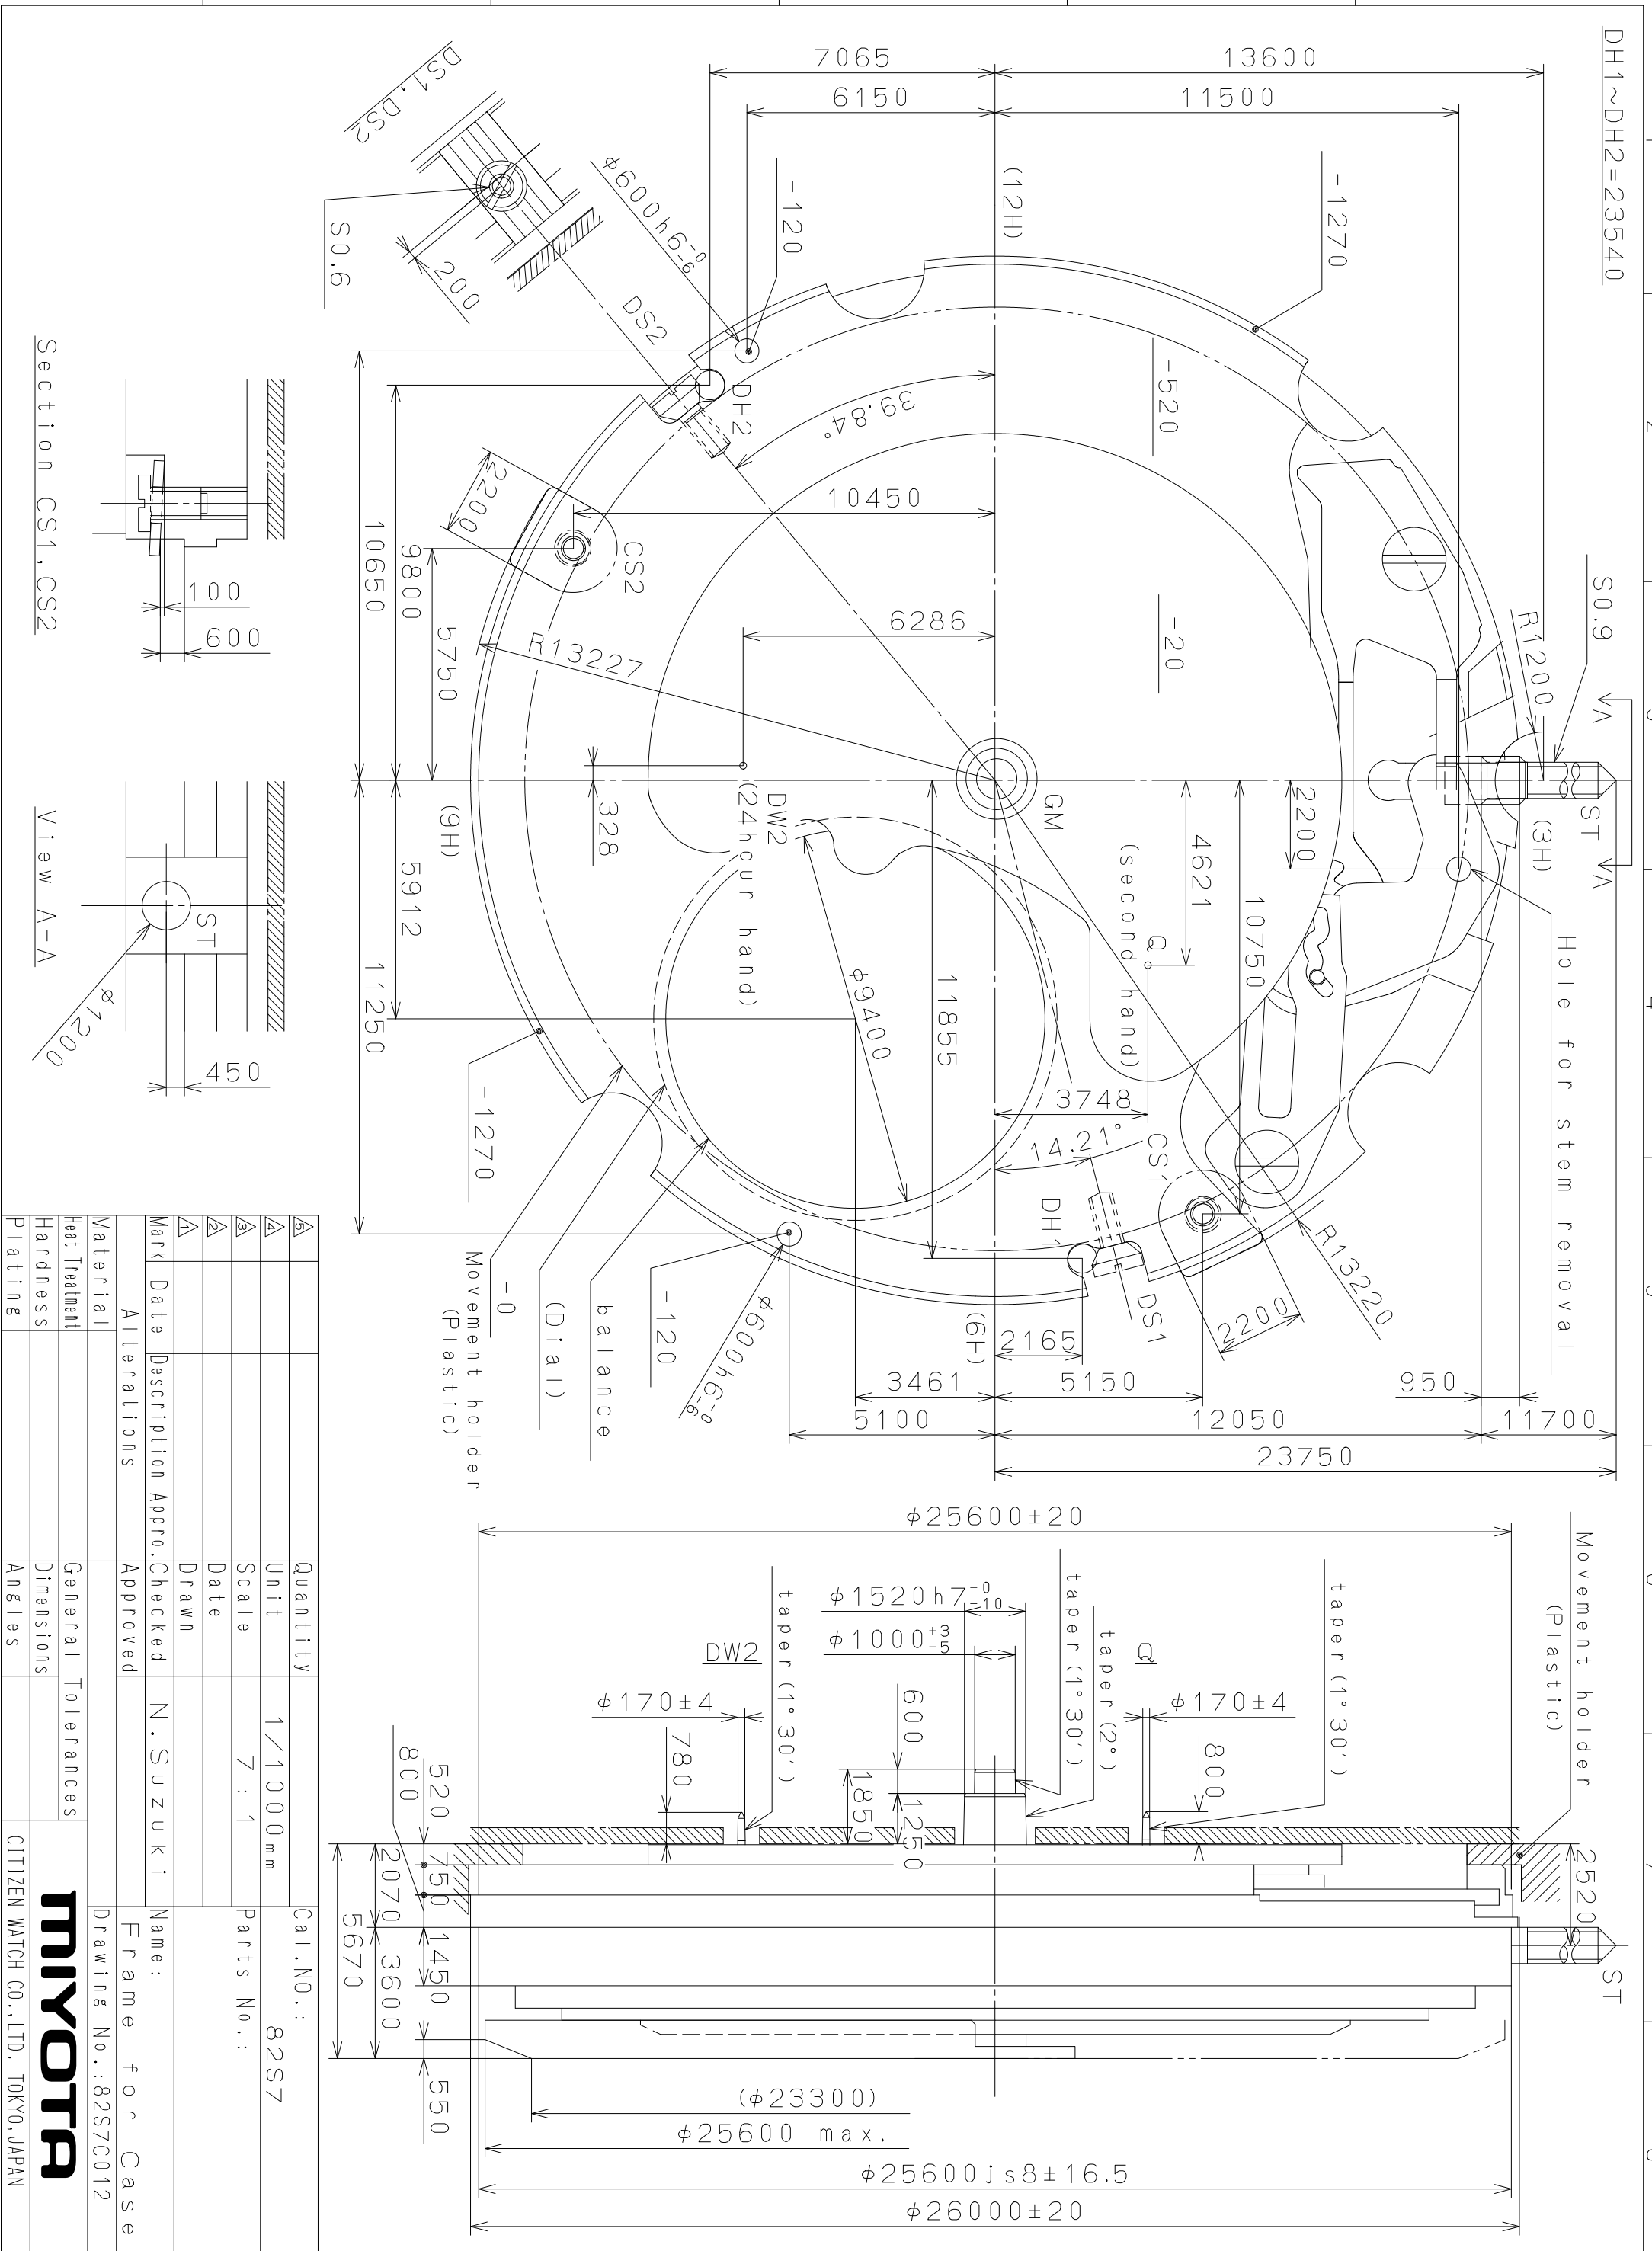 DH1~DH2=23540
7065
13600
6150
11500
DS1,DS2
S0.6
200
φ600h6 -0 -6
-120
(12H)
-1270
-520
-20
DS2
DH2
39.84°
10450
6286
2200
CS2
R13227
10650
9800
5750
(9H)
328
5912
11250
DW2
(24hour hand)
GM
Q
(second hand)
4621
10750
11855
3748
φ9400
14.21°
CS1
DH1
DS1
(6H)
S0.9
R1200
A
A
ST
(3H)
2200
Hole for stem removal
R13220
2200
2165
5150
950
3461
12050
11700
5100
23750
-1270
-0
Movement holder
(Plastic)
(Dial)
balance
-120
φ600h6 -0 -6
Section CS1,CS2
100
600
View A-A
ST
φ1200
450
φ25600±20
Movement holder
(Plastic)
φ1520h7 -0 -10
φ1000 +3 -5
DW2
Q
φ170±4
φ170±4
taper(1°30′)
taper(1°30′)
taper(2°)
taper(1°30′)
600
1850
1250
780
800
2520
ST
520
800
750
2070
1450
3600
5670
550
(φ23300)
φ25600 max.
φ25600js8±16.5
φ26000±20
5
4
3
2
1
Mark Date Description Appro.
Alterations
Material
Heat Treatment
Hardness
Plating
Quantity
Unit 1/1000mm
Scale 7:1
Date
Drawn
Checked N.Suzuki
Approved
General Tolerances
Dimensions
Angles
Cal.NO.:
82S7
Parts No.:
Name:
Frame for Case
Drawing No.:82S7C012
MIYOTA
CITIZEN WATCH CO.,LTD. TOKYO,JAPAN